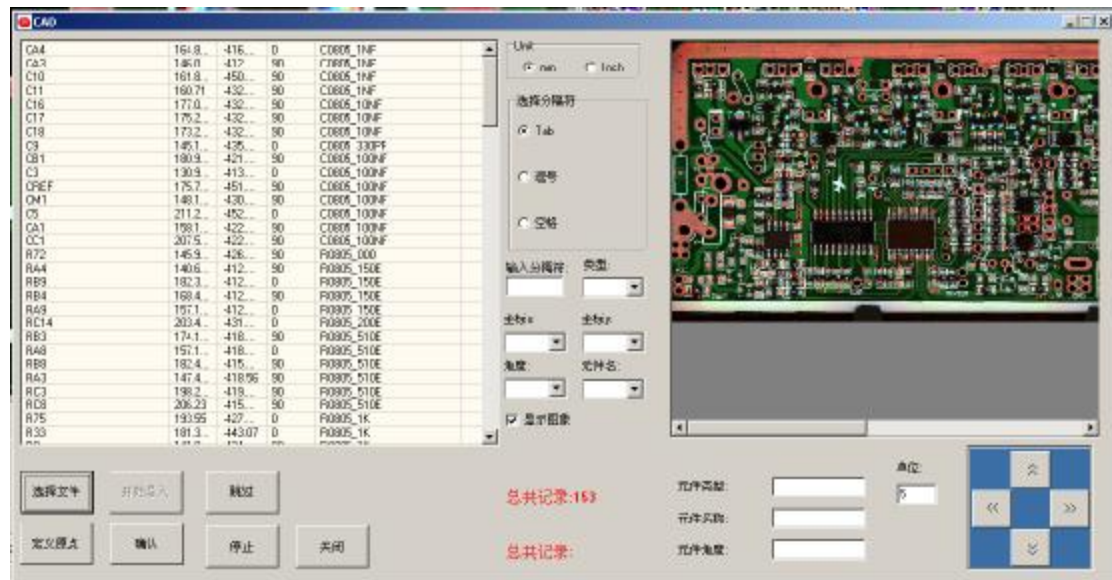 CAD
CA4 164.8... -416... 0 C0805_1NF
CA3 146.0 -412... 90 C0805_1NF
C10 161.8... -450... 90 C0805_1NF
C11 160.71 -432... 90 C0805_1NF
C16 177.0... -432... 90 C0805_10NF
C17 175.2... -432... 90 C0805_10NF
C18 173.2... -432... 90 C0805_10NF
C9 145.1... -435... 0 C0805_330PF
CB1 180.9... -421... 90 C0805_100NF
C3 130.9... -413... 0 C0805_100NF
CREF 175.7... -451... 90 C0805_100NF
CM1 148.1... -430... 90 C0805_100NF
C5 211.2... -452... 0 C0805_100NF
CA1 159.1... -422... 90 C0805_100NF
CC1 207.5... -422... 90 C0805_100NF
R72 145.9... -426... 90 R0805_000
RA4 140.6... -412... 90 R0805_150E
RB9 182.3... -412... 0 R0805_150E
RB4 168.4... -412... 90 R0805_150E
RA9 157.1... -412... 0 R0805_150E
RC14 203.4... -431... 0 R0805_200E
RB3 174.1... -418... 90 R0805_510E
RA8 157.1... -418... 0 R0805_510E
RB8 182.4... -415... 90 R0805_510E
RA3 147.4... -418.56 90 R0805_510E
RC3 198.2... -419... 90 R0805_510E
RC8 206.23 -415... 90 R0805_510E
R75 193.55 -427... 0 R0805_1K
R33 181.3... -443.07 0 R0805_1K
Unit
mm Inch
选择分隔符
Tab
逗号
空格
输入分隔符: 类型:
坐标x 坐标y
角度: 元件名:
显示图象
选择文件 开始录入 跳过
定义原点 确认 停止 关闭
总共记录:153
总共记录:
元件类型:
元件名称:
元件角度:
单位:
5